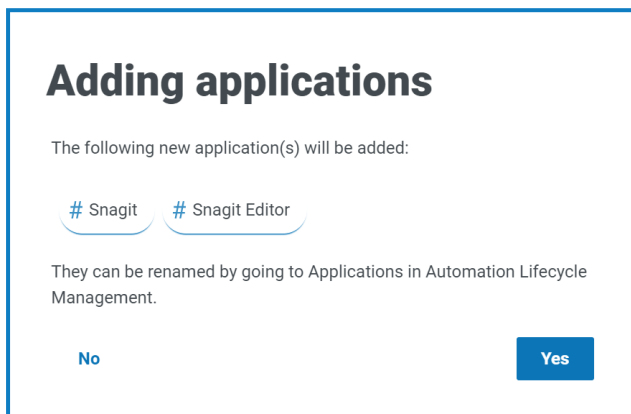 Adding applications
The following new application(s) will be added:
# Snagit # Snagit Editor
They can be renamed by going to Applications in Automation Lifecycle
Management.
No Yes